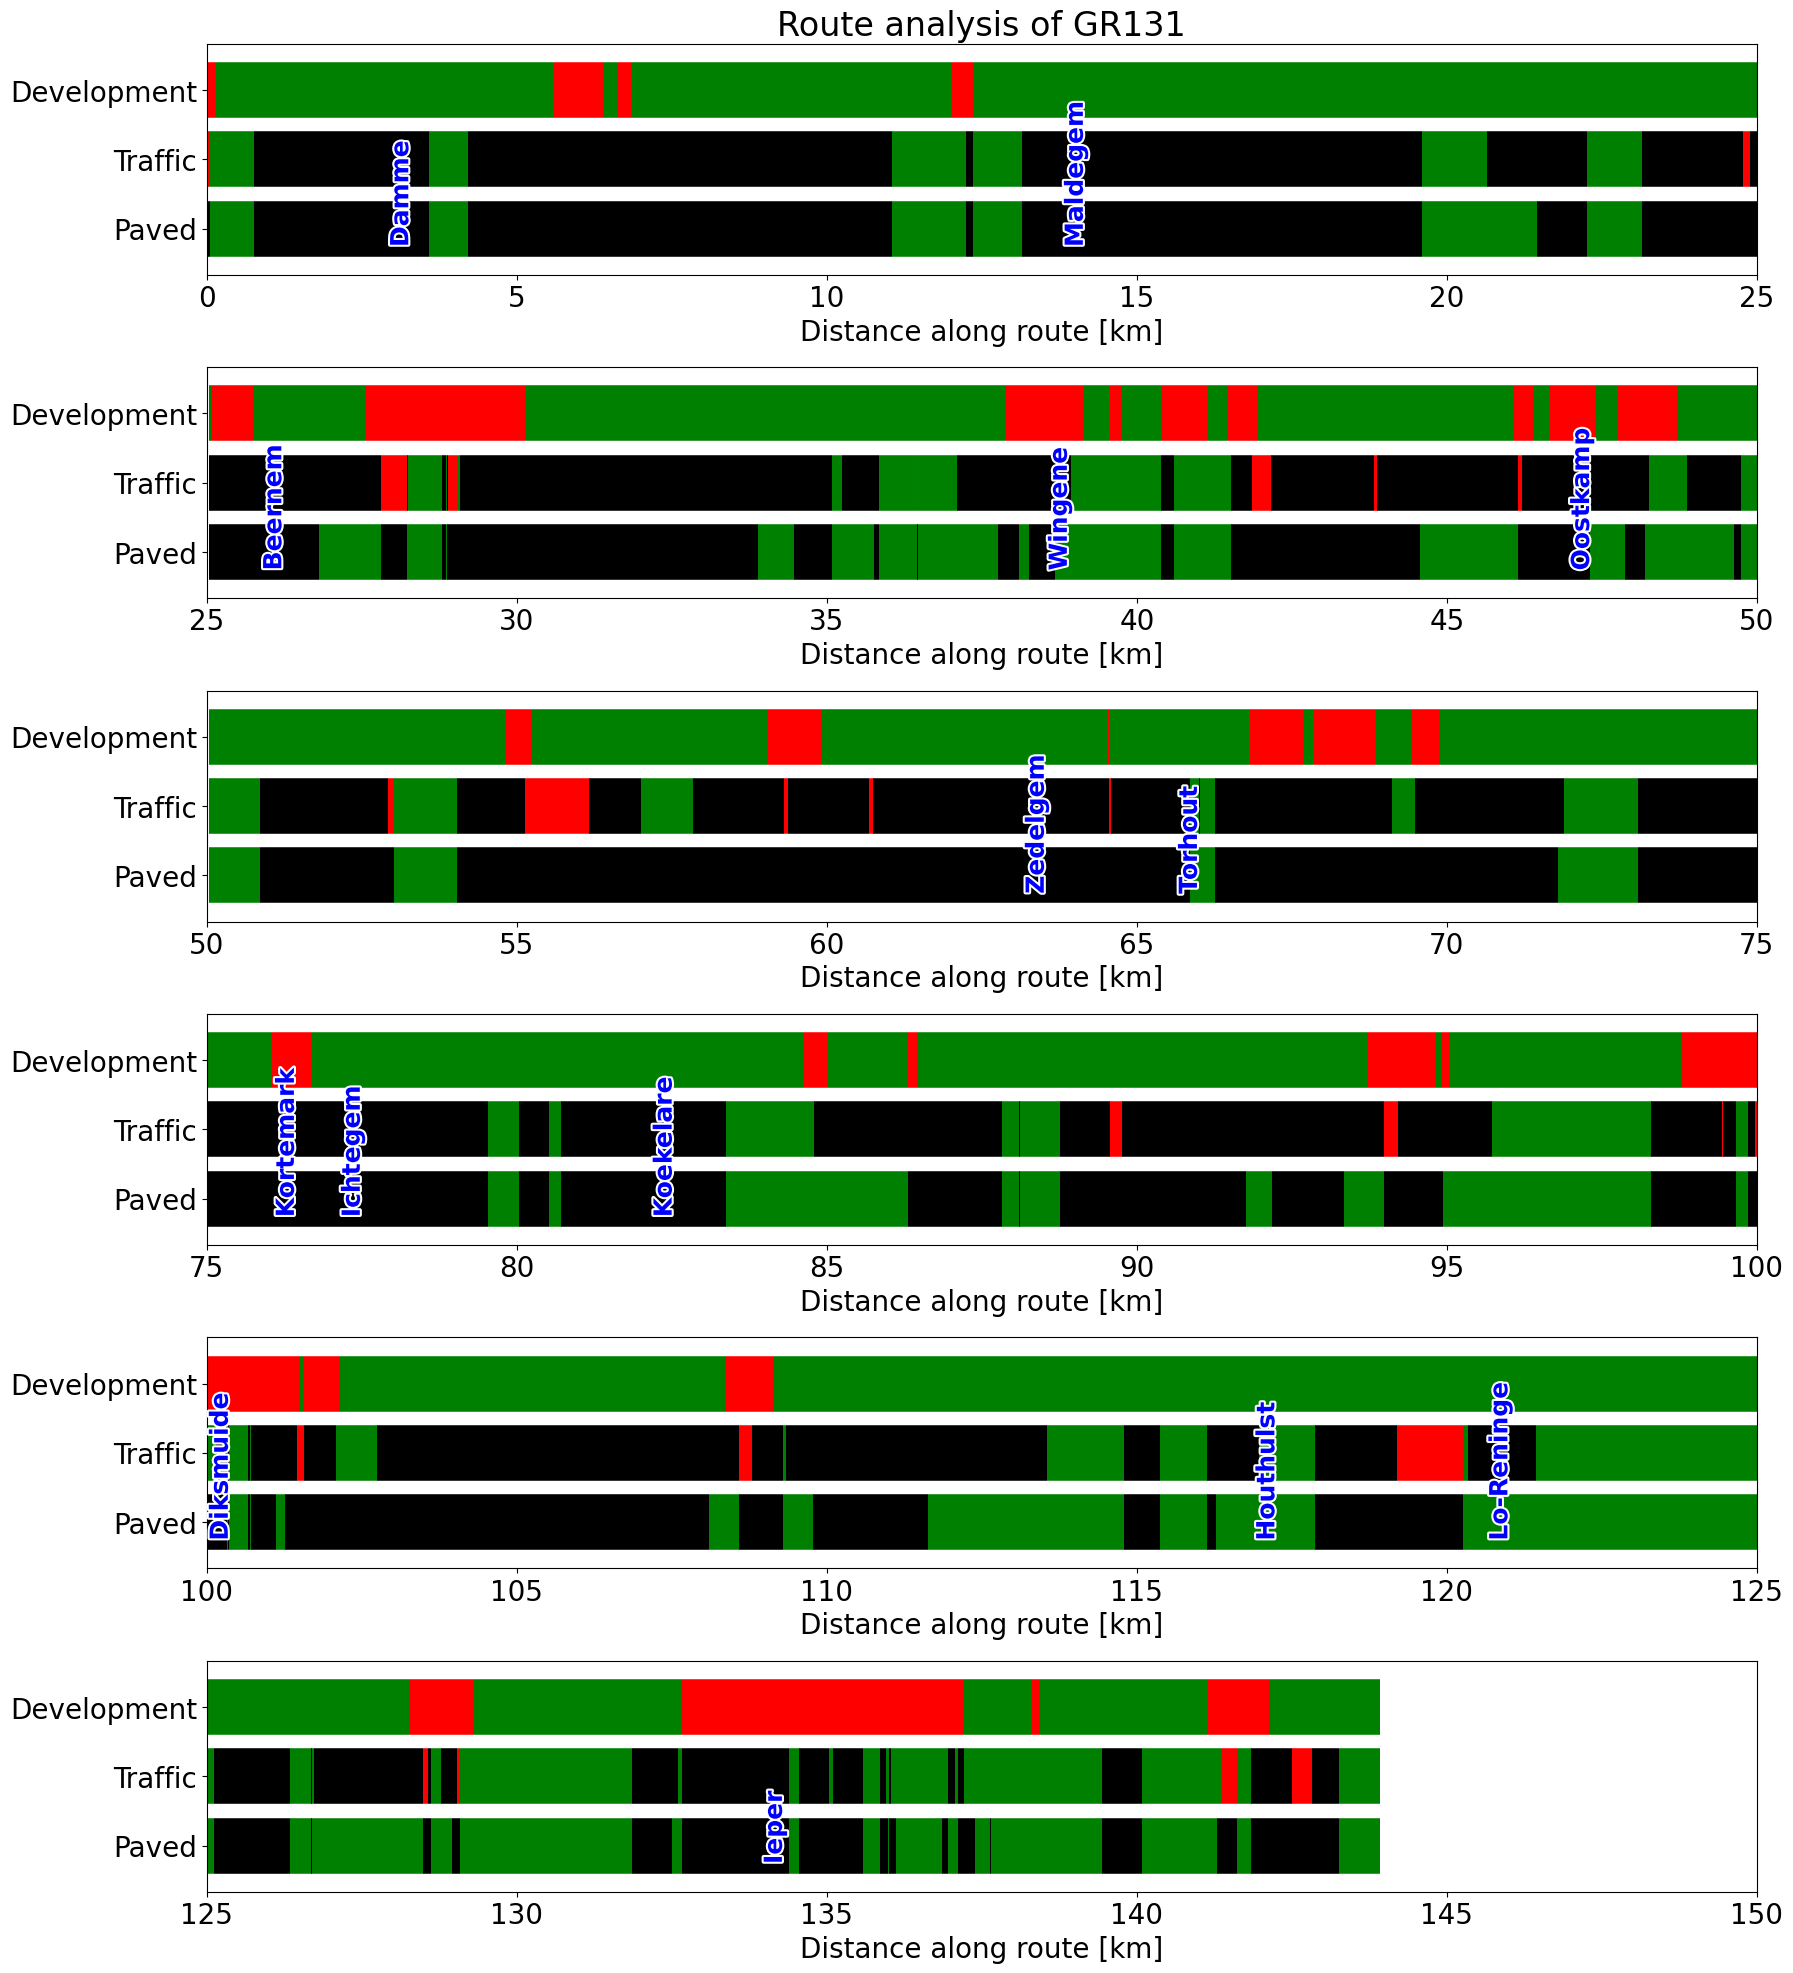 Route analysis of GR131
Development
Traffic
Paved
Damme
Maldegem
0 5 10 15 20 25
Distance along route [km]
Development
Traffic
Paved
Beernem
Wingene
Oostkamp
25 30 35 40 45 50
Distance along route [km]
Development
Traffic
Paved
Zedelgem
Torhout
50 55 60 65 70 75
Distance along route [km]
Development
Traffic
Paved
Kortemark
Ichtegem
Koekelare
75 80 85 90 95 100
Distance along route [km]
Development
Traffic
Paved
Diksmuide
Houthulst
Lo-Reninge
100 105 110 115 120 125
Distance along route [km]
Development
Traffic
Paved
Ieper
125 130 135 140 145 150
Distance along route [km]